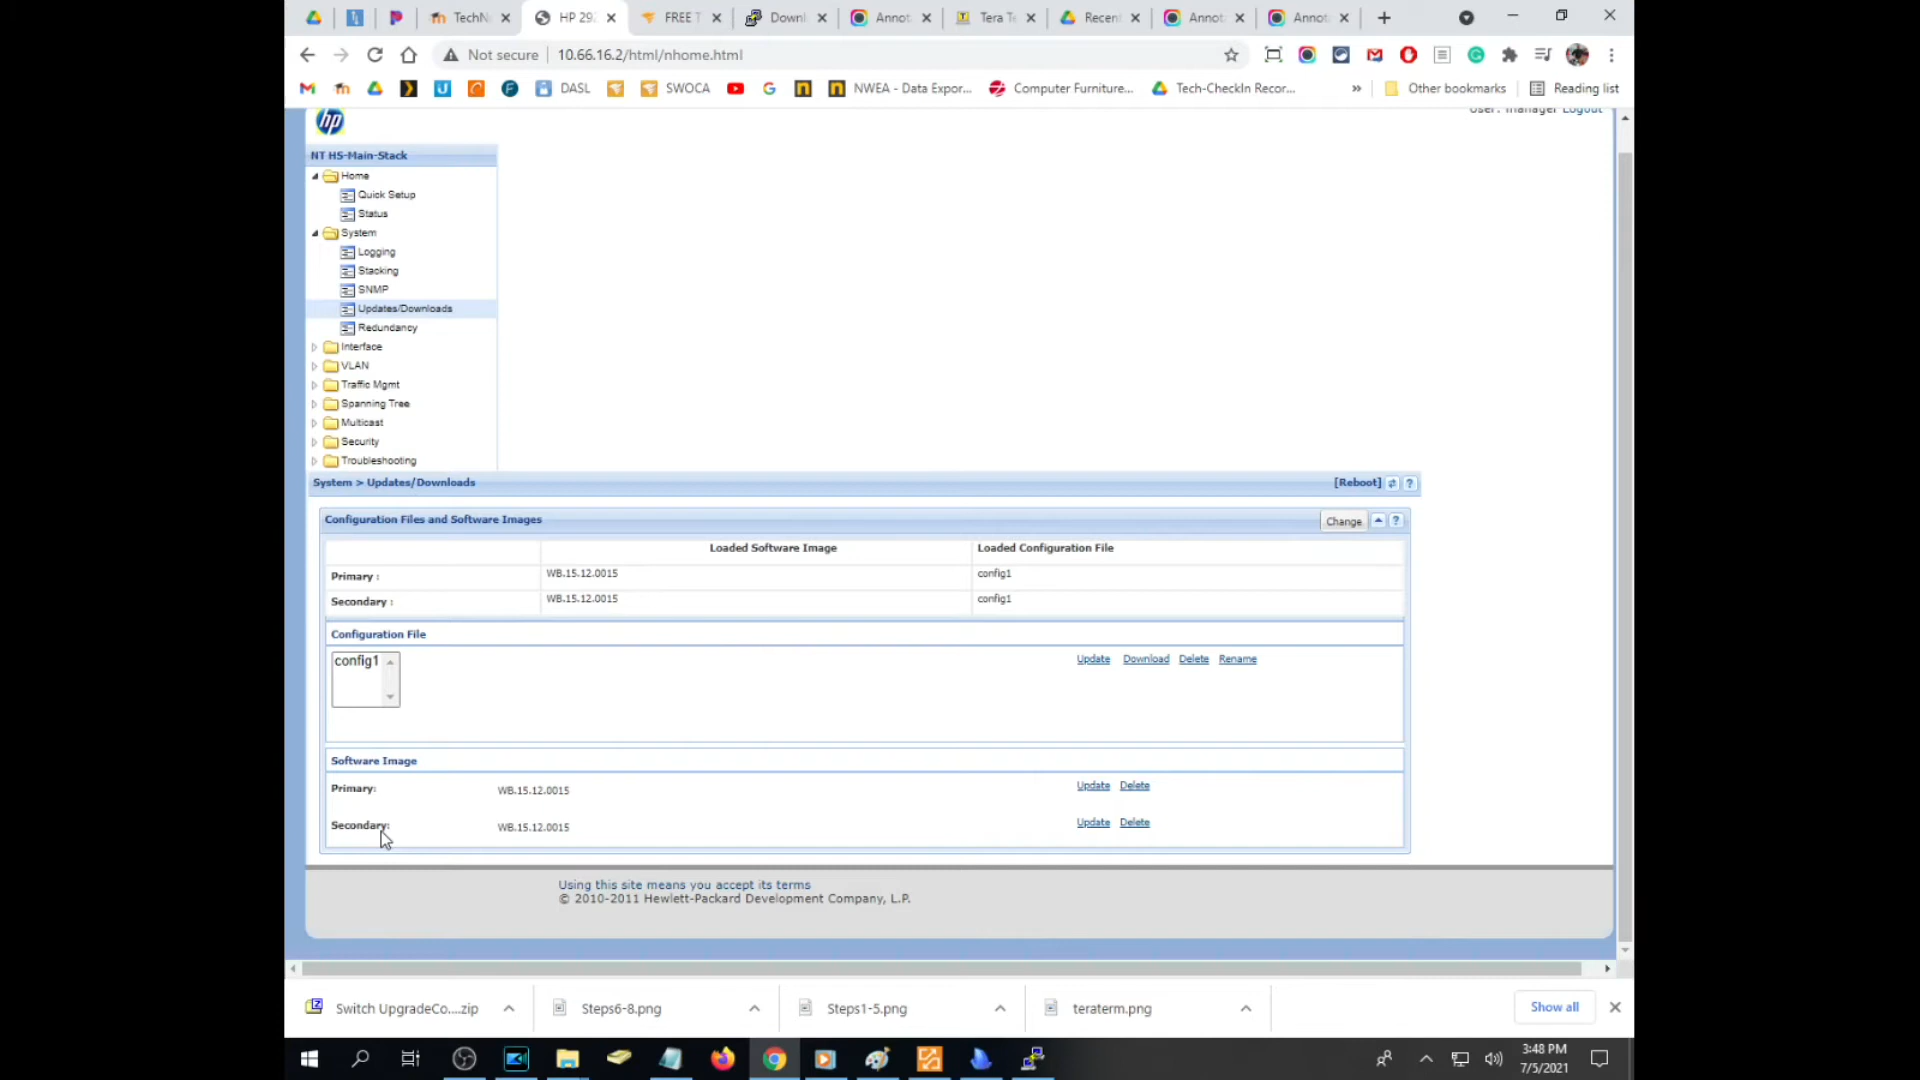 TechN
HP 29
FREE T
Downl
Annot
Tera Te
Recent
Annot
Annot
Not secure
10.66.16.2/html/nhome.html
DASL
SWOCA
NWEA - Data Expor...
Computer Furniture...
Tech-CheckIn Recor...
»
Other bookmarks
Reading list
hp
User: manager Logout
NT HS-Main-Stack
Home
Quick Setup
Status
System
Logging
Stacking
SNMP
Updates/Downloads
Redundancy
Interface
VLAN
Traffic Mgmt
Spanning Tree
Multicast
Security
Troubleshooting
System > Updates/Downloads
[Reboot]
?
Configuration Files and Software Images
Change
?
Loaded Software Image
Loaded Configuration File
Primary :
WB.15.12.0015
config1
Secondary :
WB.15.12.0015
config1
Configuration File
config1
Update Download Delete Rename
Software Image
Primary:
WB.15.12.0015
Update Delete
Secondary:
WB.15.12.0015
Update Delete
Using this site means you accept its terms
© 2010-2011 Hewlett-Packard Development Company, L.P.
Switch UpgradeCo....zip
Steps6-8.png
Steps1-5.png
teraterm.png
Show all
3:48 PM
7/5/2021